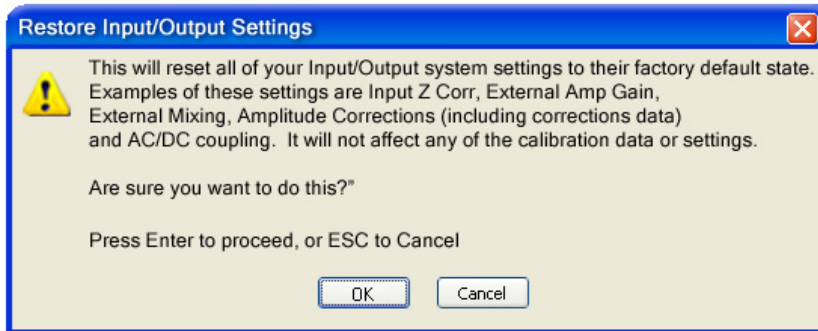 Restore Input/Output Settings
This will reset all of your Input/Output system settings to their factory default state.
Examples of these settings are Input Z Corr, External Amp Gain,
External Mixing, Amplitude Corrections (including corrections data)
and AC/DC coupling. It will not affect any of the calibration data or settings.
Are sure you want to do this?”
Press Enter to proceed, or ESC to Cancel
OK
Cancel